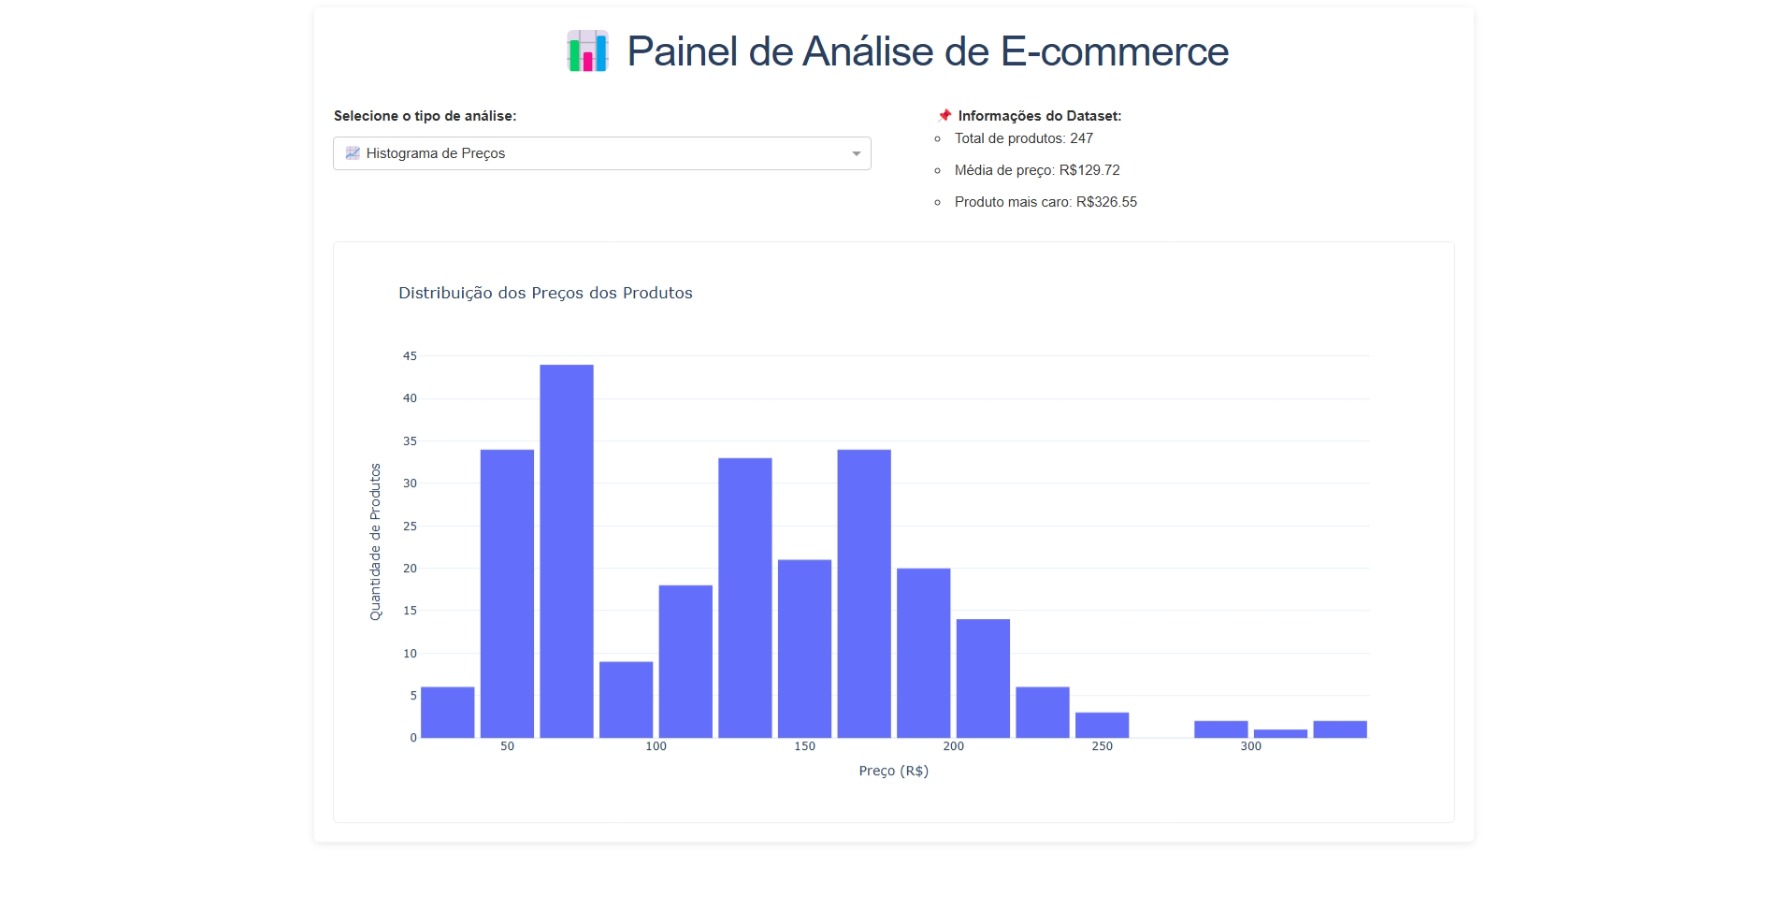 Painel de Análise de E-commerce
Selecione o tipo de análise:
Histograma de Preços
Informações do Dataset:
Total de produtos: 247
Média de preço: R$129.72
Produto mais caro: R$326.55
Distribuição dos Preços dos Produtos
Quantidade de Produtos
45
40
35
30
25
20
15
10
5
0
50 100 150 200 250 300
Preço (R$)